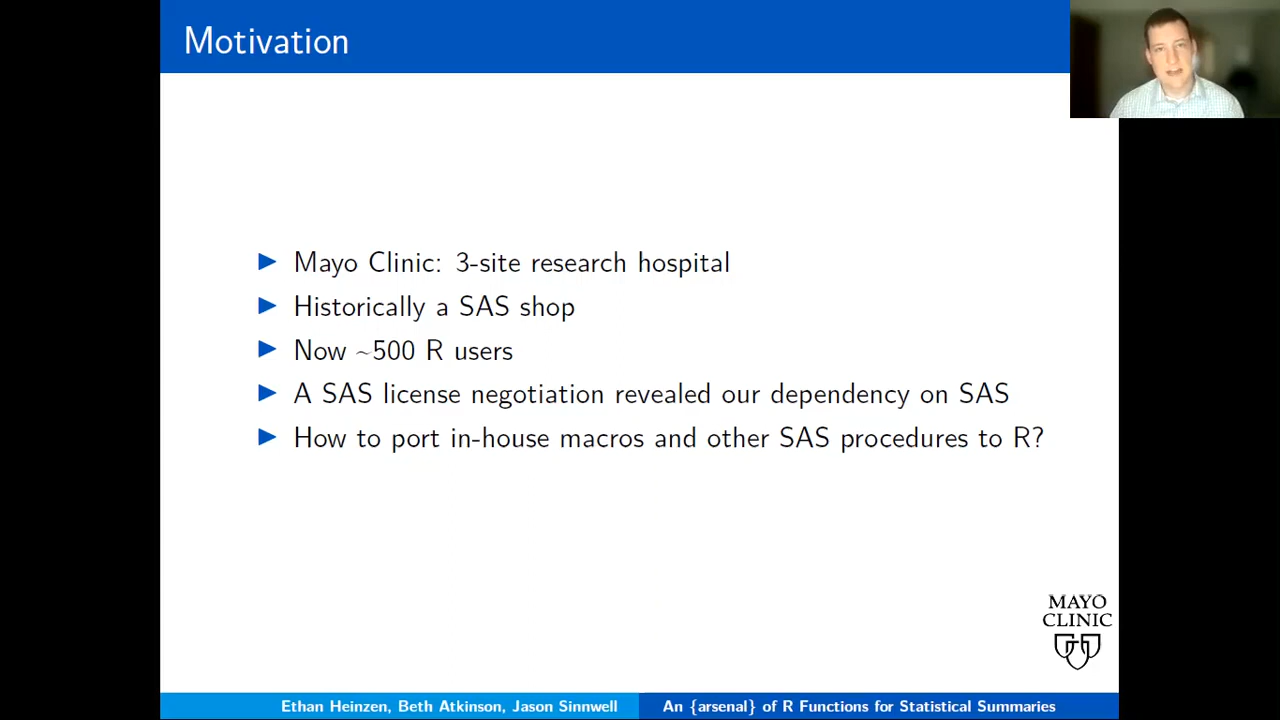 Motivation
Mayo Clinic: 3-site research hospital
Historically a SAS shop
Now ~500 R users
A SAS license negotiation revealed our dependency on SAS
How to port in-house macros and other SAS procedures to R?
MAYO
CLINIC
Ethan Heinzen, Beth Atkinson, Jason Sinnwell
An {arsenal} of R Functions for Statistical Summaries